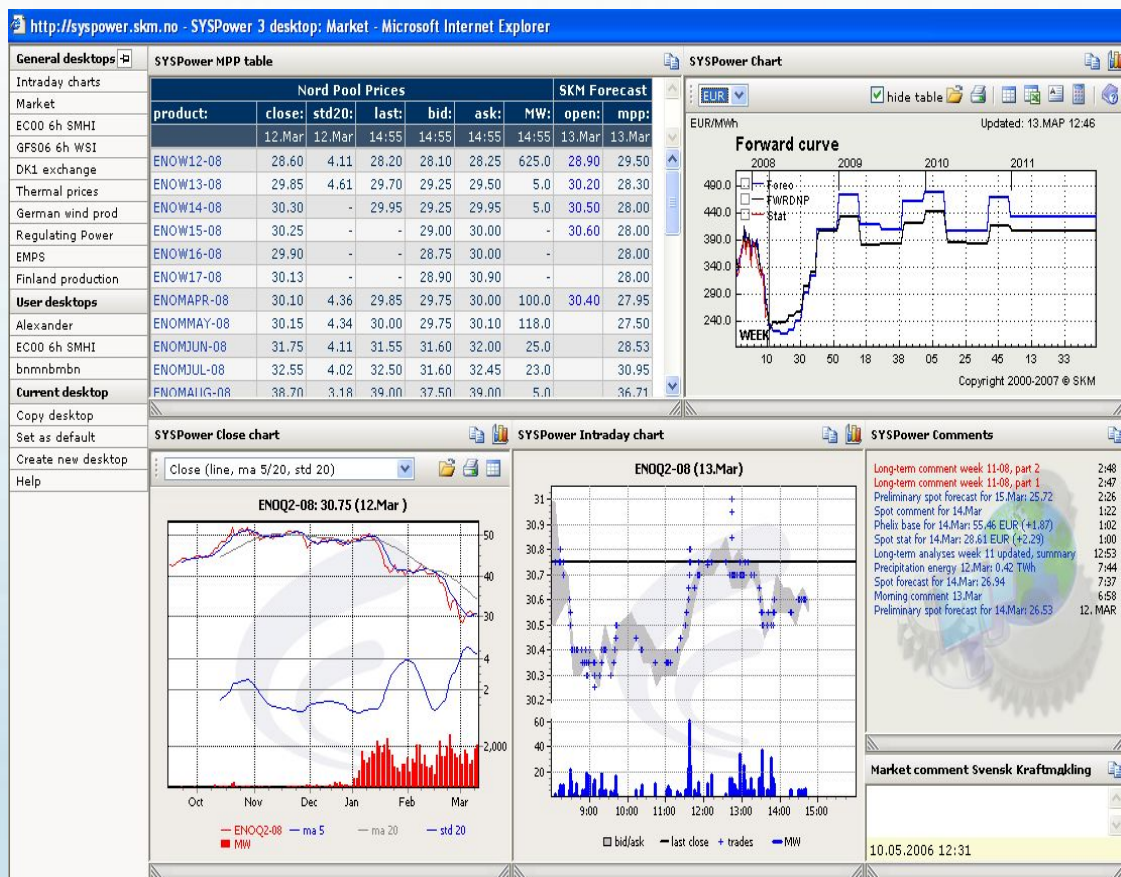 http://syspower.skm.no - SYSPower 3 desktop: Market - Microsoft Internet Explorer
General desktops
Intraday charts
Market
EC00 6h SMHI
GFS06 6h WSI
DK1 exchange
Thermal prices
German wind prod
Regulating Power
EMPS
Finland production
User desktops
Alexander
EC00 6h SMHI
bnmnbmbn
Current desktop
Copy desktop
Set as default
Create new desktop
Help
SYSPower MPP table
Nord Pool Prices SKM Forecast
product: close: std20: last: bid: ask: MW: open: mpp:
12.Mar 12.Mar 14:55 14:55 14:55 14:55 13.Mar 13.Mar
ENOW12-08 28.60 4.11 28.20 28.10 28.25 625.0 28.90 29.50
ENOW13-08 29.85 4.61 29.70 29.25 29.50 5.0 30.20 28.30
ENOW14-08 30.30 - 29.95 29.25 29.95 5.0 30.50 28.00
ENOW15-08 30.25 - - 29.00 30.00 - 30.60 28.00
ENOW16-08 29.90 - - 28.75 30.00 - 28.00
ENOW17-08 30.13 - - 28.90 30.90 - 28.00
ENOMAPR-08 30.10 4.36 29.85 29.75 30.00 100.0 30.40 27.95
ENOMMAY-08 30.15 4.34 30.00 29.75 30.10 118.0 27.50
ENOMJUN-08 31.75 4.11 31.55 31.60 32.00 25.0 28.53
ENOMJUL-08 32.55 4.02 32.50 31.60 32.45 23.0 30.95
ENOMAUG-08 38.70 3.18 39.00 37.50 39.00 5.0 36.71
SYSPower Chart
EUR
hide table
EUR/MWh
Updated: 13.MAP 12:46
Forward curve
2008 2009 2010 2011
490.0
440.0
390.0
340.0
290.0
240.0
Foreo
FWRDNP
Stat
WEEK
10 30 50 18 38 05 25 45 13 33
Copyright 2000-2007 © SKM
SYSPower Close chart
Close (line, ma 5/20, std 20)
ENOQ2-08: 30.75 (12.Mar )
50
40
30
4
2
2,000
Oct Nov Dec Jan Feb Mar
ENOQ2-08 ma 5 ma 20 std 20
MW
SYSPower Intraday chart
ENOQ2-08 (13.Mar)
31
30.9
30.8
30.7
30.6
30.5
30.4
30.3
30.2
60
40
20
9:00 10:00 11:00 12:00 13:00 14:00 15:00
bid/ask last close + trades MW
SYSPower Comments
Long-term comment week 11-08, part 2 2:48
Long-term comment week 11-08, part 1 2:47
Preliminary spot forecast for 15.Mar: 25.72 2:26
Spot comment for 14.Mar 1:22
Phelix base for 14.Mar: 55.46 EUR (+1.87) 1:02
Spot stat for 14.Mar: 28.61 EUR (+2.29) 1:00
Long-term analyses week 11 updated, summary 12:53
Precipitation energy 12.Mar: 0.42 TWh 7:44
Spot forecast for 14.Mar: 26.94 7:37
Morning comment 13.Mar 6:58
Preliminary spot forecast for 14.Mar: 26.53 12. MAR
Market comment Svensk Kraftmдkling
10.05.2006 12:31